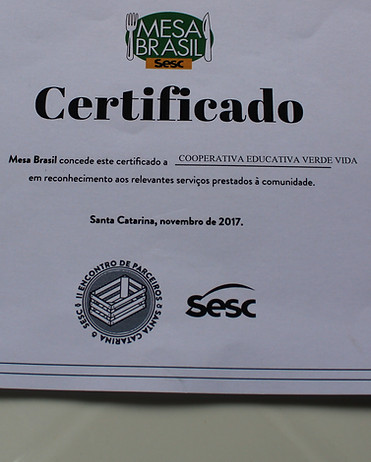 MESA
BRASIL
Sesc
Certificado
Mesa Brasil concede este certificado a COOPERATIVA EDUCATIVA VERDE VIDA
em reconhecimento aos relevantes serviços prestados à comunidade.
Santa Catarina, novembro de 2017.
II ENCONTRO DE PARCEIROS
SANTA CATARINA
SESC
Sesc